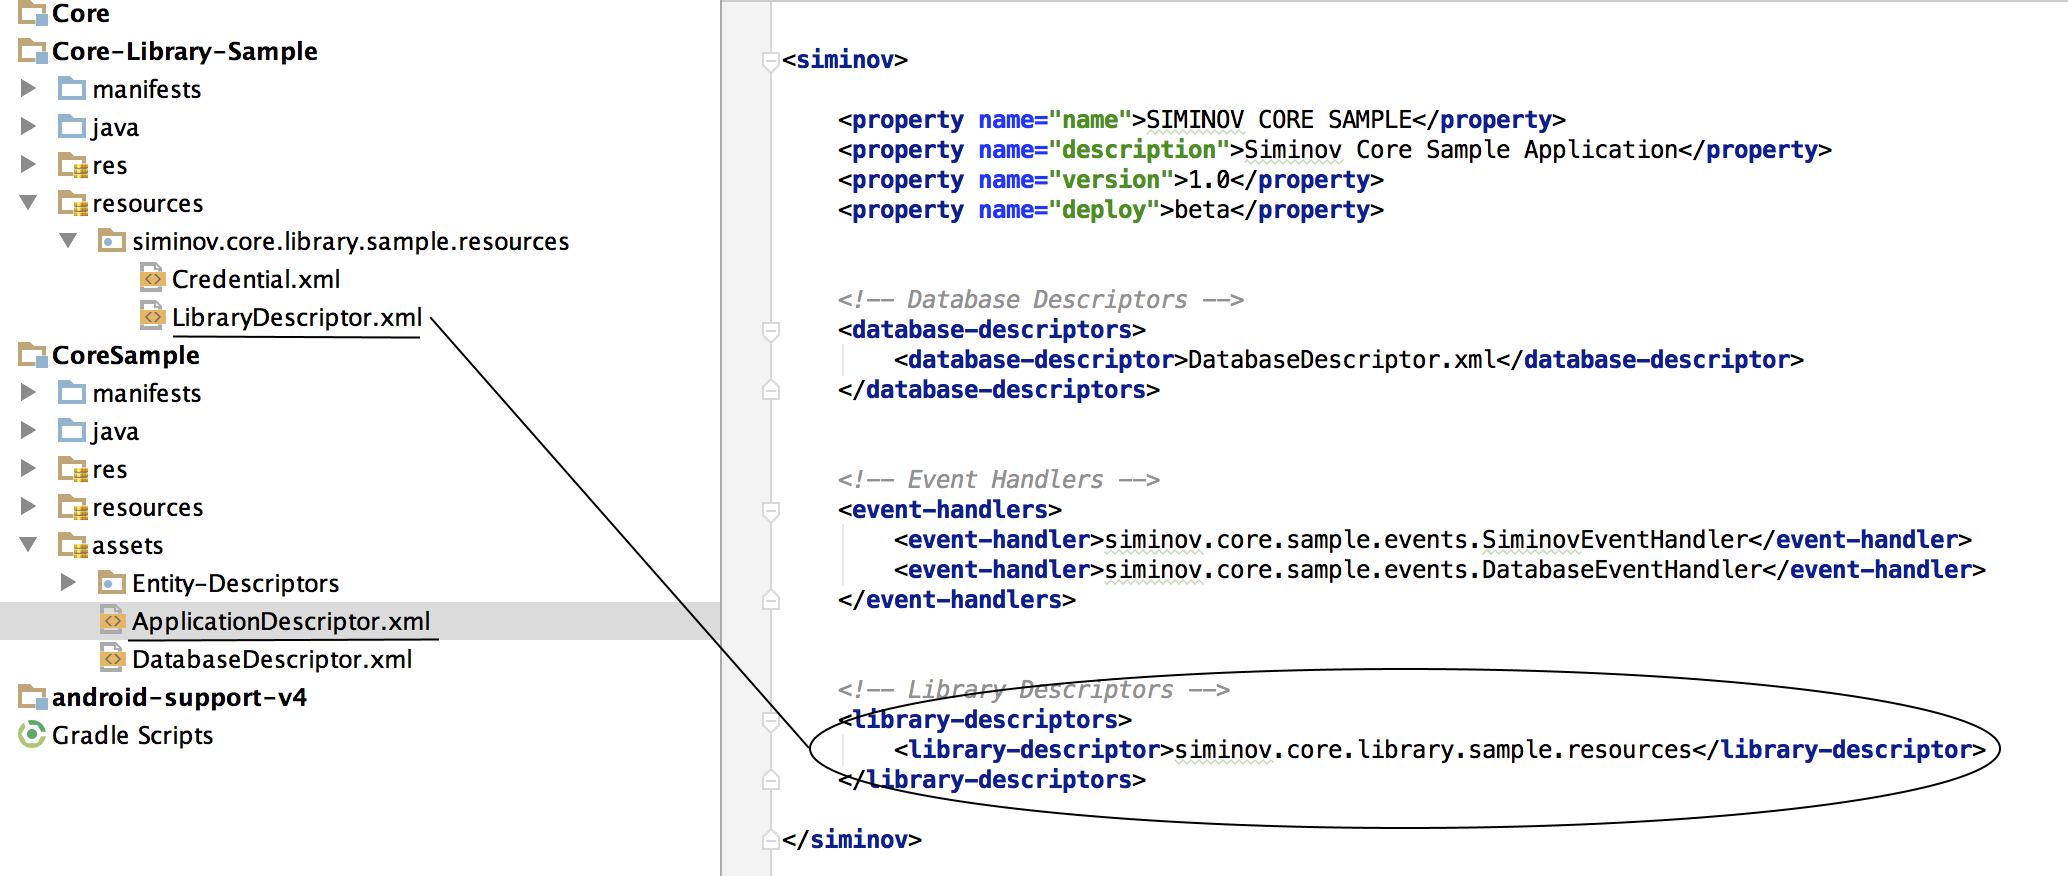 Core
Core-Library-Sample
manifests
java
res
resources
siminov.core.library.sample.resources
Credential.xml
LibraryDescriptor.xml
CoreSample
manifests
java
res
resources
assets
Entity-Descriptors
ApplicationDescriptor.xml
DatabaseDescriptor.xml
android-support-v4
Gradle Scripts
<siminov>
<property name="name">SIMINOV CORE SAMPLE</property>
<property name="description">Siminov Core Sample Application</property>
<property name="version">1.0</property>
<property name="deploy">beta</property>
<!-- Database Descriptors -->
<database-descriptors>
<database-descriptor>DatabaseDescriptor.xml</database-descriptor>
</database-descriptors>
<!-- Event Handlers -->
<event-handlers>
<event-handler>siminov.core.sample.events.SiminovEventHandler</event-handler>
<event-handler>siminov.core.sample.events.DatabaseEventHandler</event-handler>
</event-handlers>
<!-- Library Descriptors -->
<library-descriptors>
<library-descriptor>siminov.core.library.sample.resources</library-descriptor>
</library-descriptors>
</siminov>